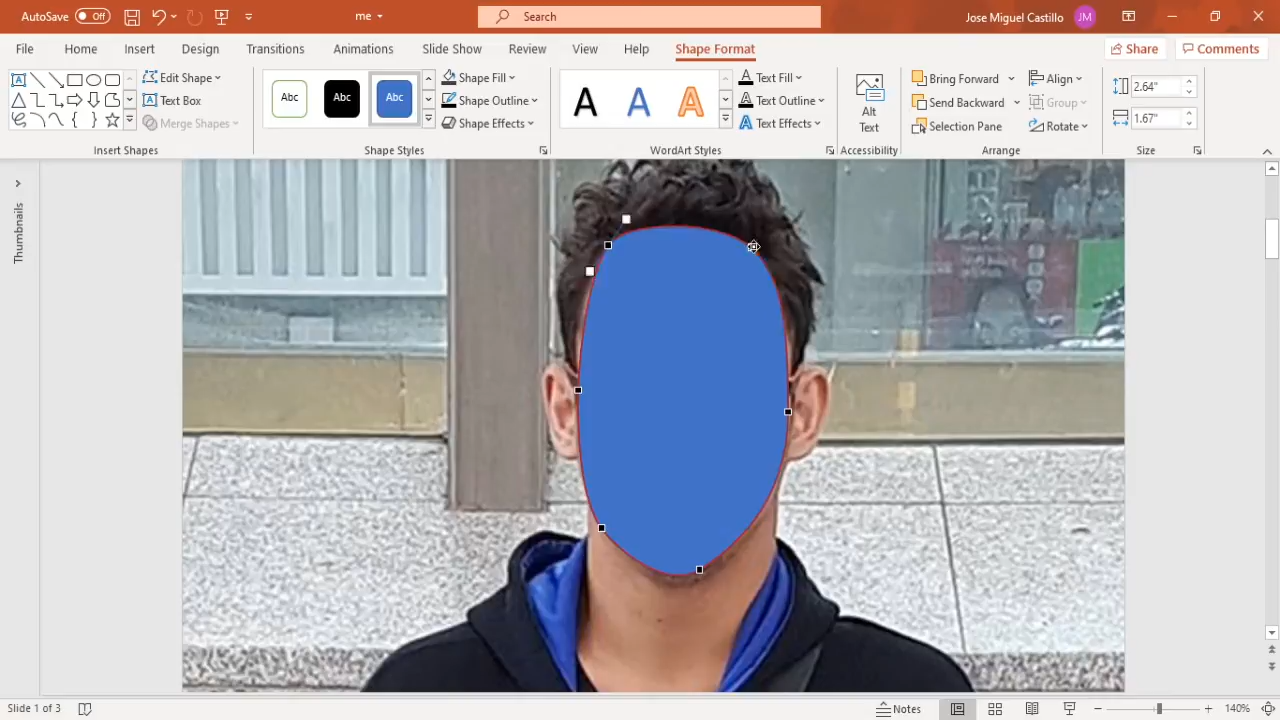 AutoSave Off me Search Jose Miguel Castillo JM
File Home Insert Design Transitions Animations Slide Show Review View Help Shape Format Share Comments
Edit Shape Shape Fill Text Fill Bring Forward Align 2.64"
Text Box Abc Abc Abc Shape Outline A A A Text Outline Alt Text Send Backward Group 1.67"
Merge Shapes Shape Effects Text Effects Selection Pane Rotate
Insert Shapes Shape Styles WordArt Styles Accessibility Arrange Size
Thumbnails
Slide 1 of 3 Notes 140%